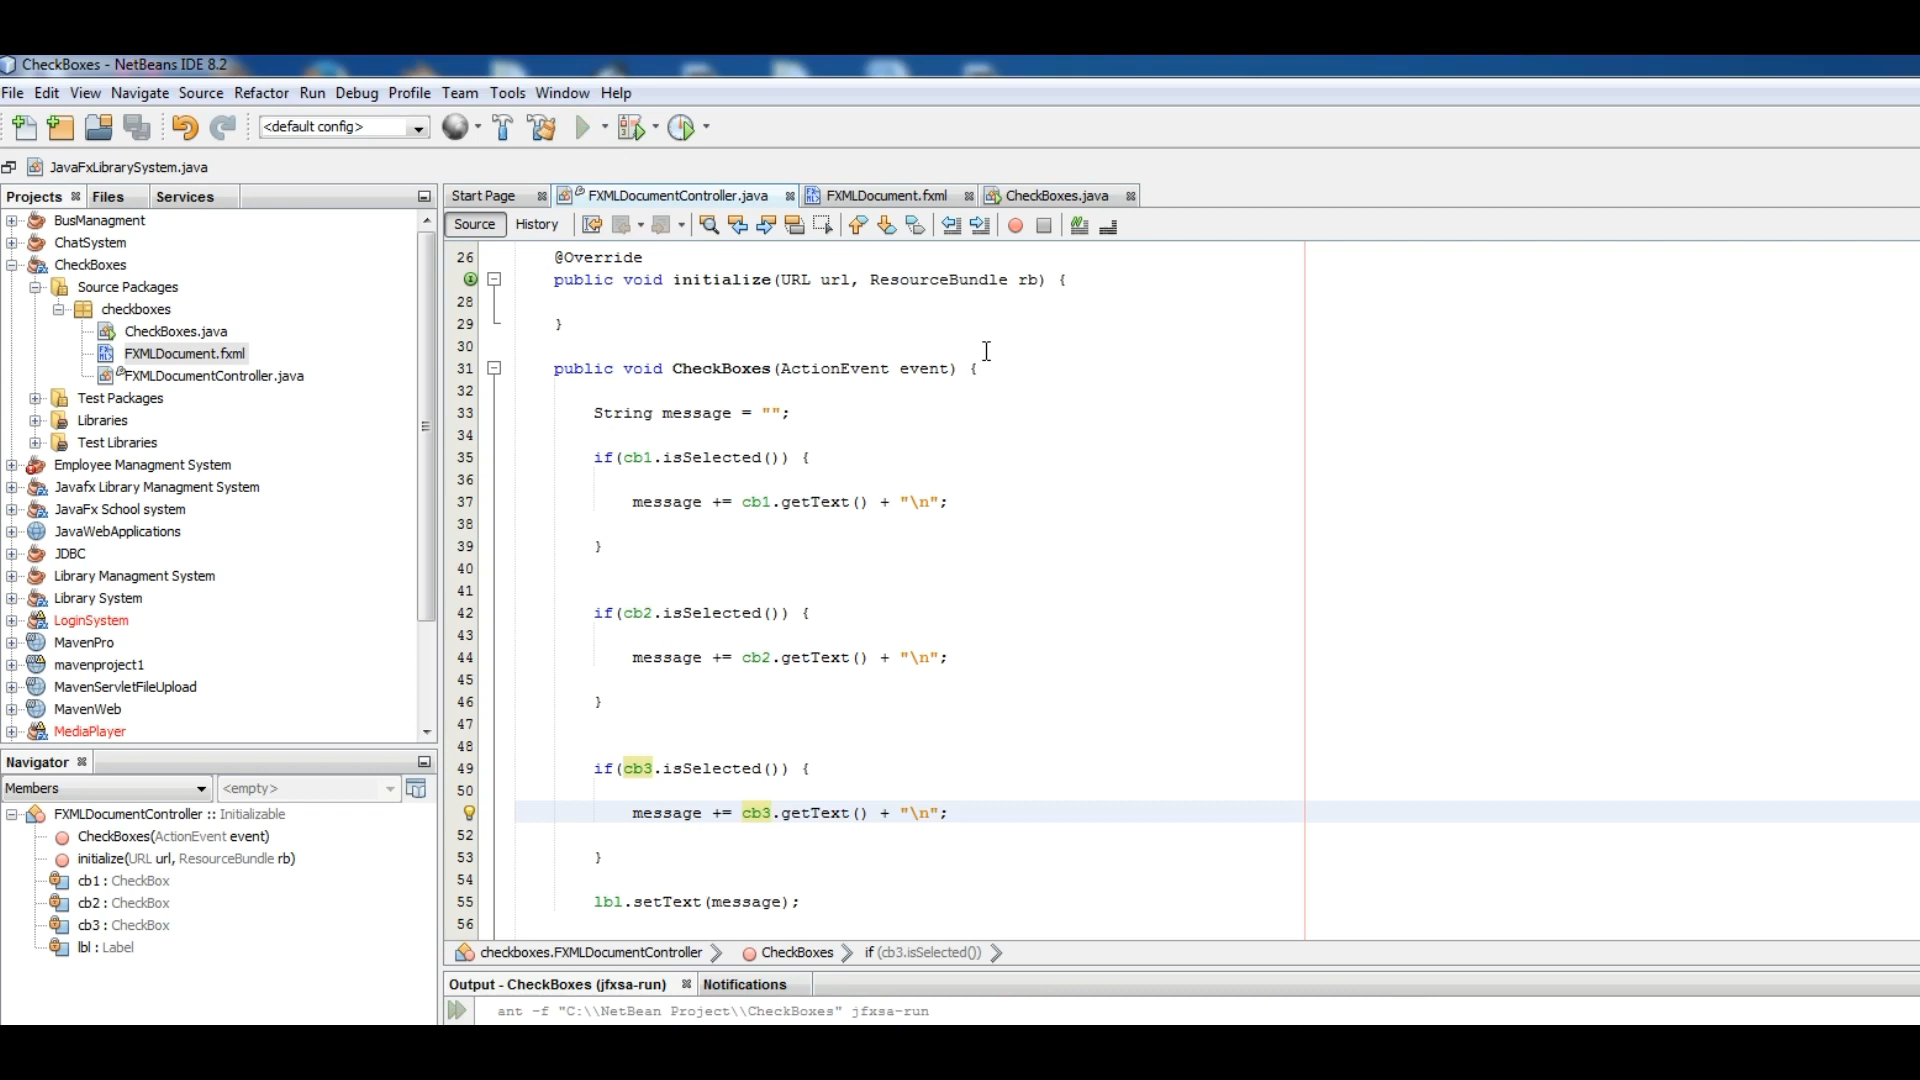 CheckBoxes - NetBeans IDE 8.2
File Edit View Navigate Source Refactor Run Debug Profile Team Tools Window Help
<default config>
JavaFxLibrarySystem.java
Projects Files Services
BusManagment
ChatSystem
CheckBoxes
Source Packages
checkboxes
CheckBoxes.java
FXMLDocument.fxml
FXMLDocumentController.java
Test Packages
Libraries
Test Libraries
Employee Managment System
Javafx Library Managment System
JavaFx School system
JavaWebApplications
JDBC
Library Managment System
Library System
LoginSystem
MavenPro
mavenproject1
MavenServletFileUpload
MavenWeb
MediaPlayer
Navigator
Members <empty>
FXMLDocumentController :: Initializable
CheckBoxes(ActionEvent event)
initialize(URL url, ResourceBundle rb)
cb1 : CheckBox
cb2 : CheckBox
cb3 : CheckBox
lbl : Label
Start Page FXMLDocumentController.java FXMLDocument.fxml CheckBoxes.java
Source History
26 @Override
public void initialize(URL url, ResourceBundle rb) {
28
29 }
30
31 public void CheckBoxes(ActionEvent event) {
32
33 String message = "";
34
35 if(cb1.isSelected()) {
36
37 message += cb1.getText() + "\n";
38
39 }
40
41
42 if(cb2.isSelected()) {
43
44 message += cb2.getText() + "\n";
45
46 }
47
48
49 if(cb3.isSelected()) {
50
message += cb3.getText() + "\n";
52
53 }
54
55 lbl.setText(message);
56
checkboxes.FXMLDocumentController CheckBoxes if (cb3.isSelected())
Output - CheckBoxes (jfxsa-run) Notifications
ant -f "C:\\NetBean Project\\CheckBoxes" jfxsa-run